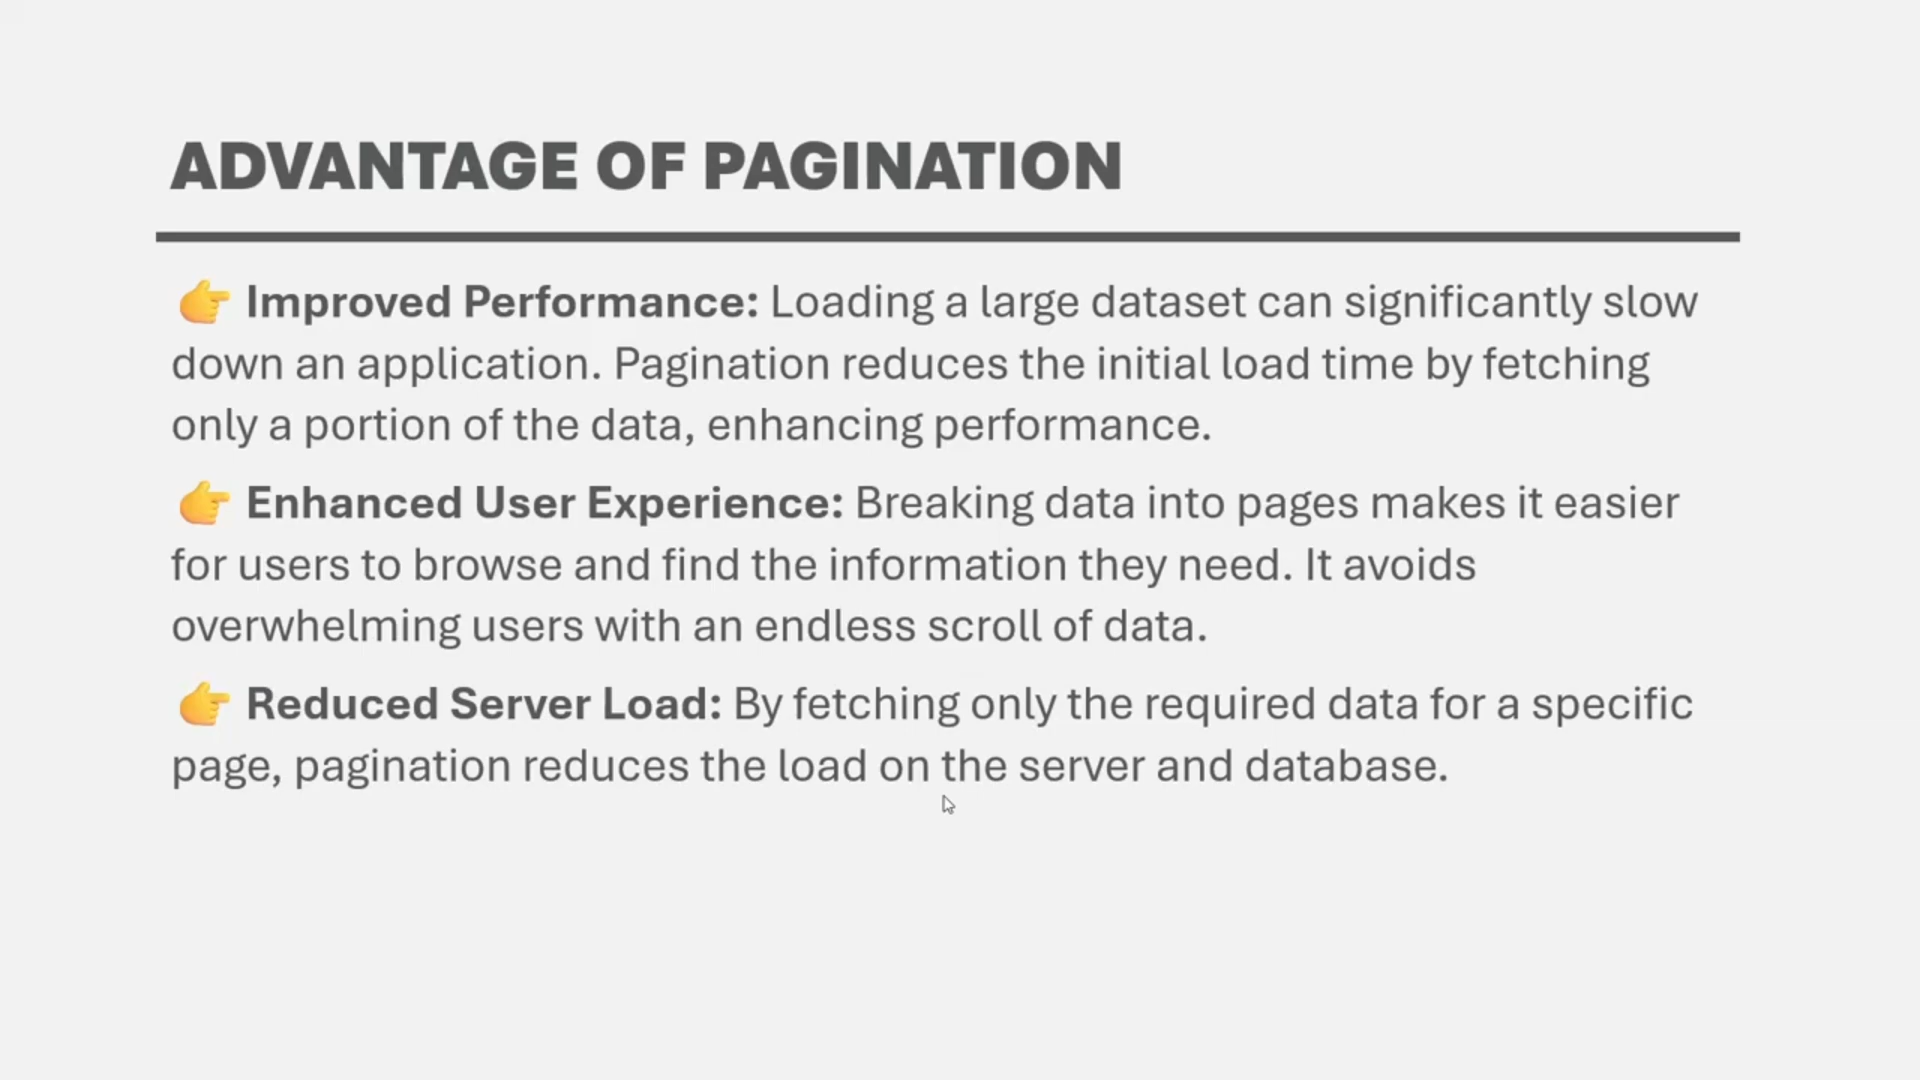 ADVANTAGE OF PAGINATION
👉 Improved Performance: Loading a large dataset can significantly slow
down an application. Pagination reduces the initial load time by fetching
only a portion of the data, enhancing performance.
👉 Enhanced User Experience: Breaking data into pages makes it easier
for users to browse and find the information they need. It avoids
overwhelming users with an endless scroll of data.
👉 Reduced Server Load: By fetching only the required data for a specific
page, pagination reduces the load on the server and database.